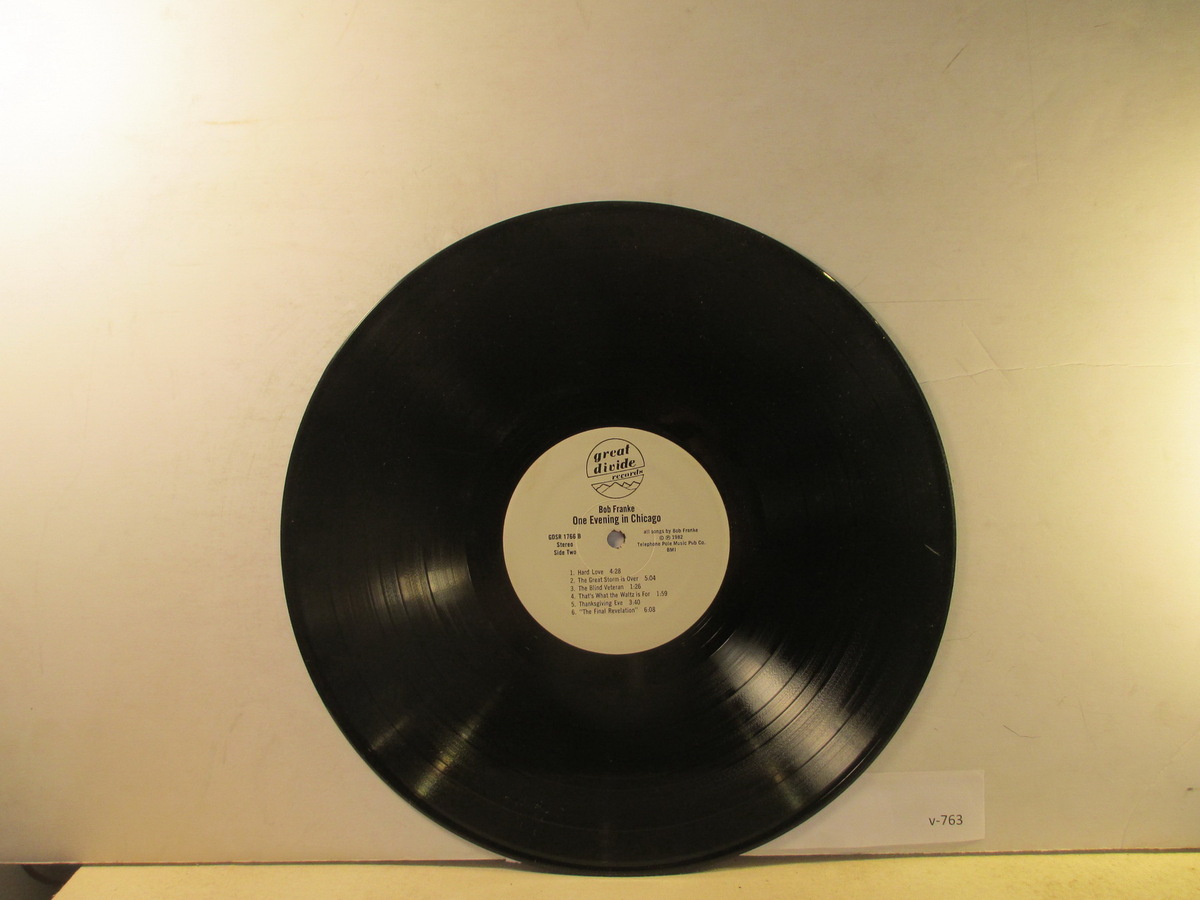 great
divide
records
Bob Franke
One Evening in Chicago
GDSR 1766 B
Stereo
Side Two
all songs by Bob Franke
© ℗ 1982
Telephone Pole Music Pub Co.
BMI
1. Hard Love 4:28
2. The Great Storm is Over 5:04
3. The Blind Veteran 1:26
4. That's What the Waltz is For 1:59
5. Thanksgiving Eve 3:40
6. "The Final Revelation" 6:08
v-763